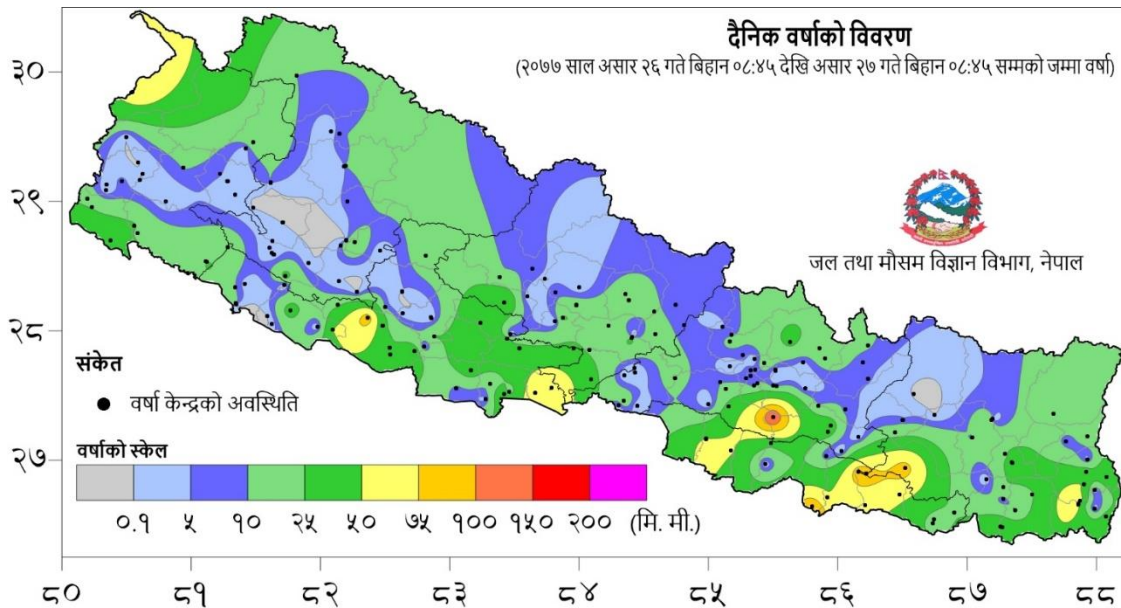 दैनिक वर्षाको विवरण
(२०७७ साल असार २६ गते बिहान ०८:४५ देखि असार २७ गते बिहान ०८:४५ सम्मको जम्मा वर्षा)
३०
२९
२८
२७
जल तथा मौसम विज्ञान विभाग, नेपाल
संकेत
वर्षा केन्द्रको अवस्थिति
वर्षाको स्केल
०.१ ५ १० २५ ५० ७५ १०० १५० २०० (मि. मी.)
८० ८१ ८२ ८३ ८४ ८५ ८६ ८७ ८८